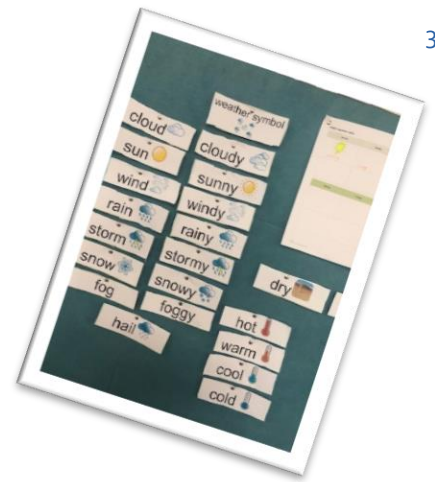 3
weather symbol
cloud
cloudy
sun
sunny
wind
windy
rain
rainy
storm
stormy
snow
snowy
fog
foggy
hail
dry
hot
warm
cool
cold